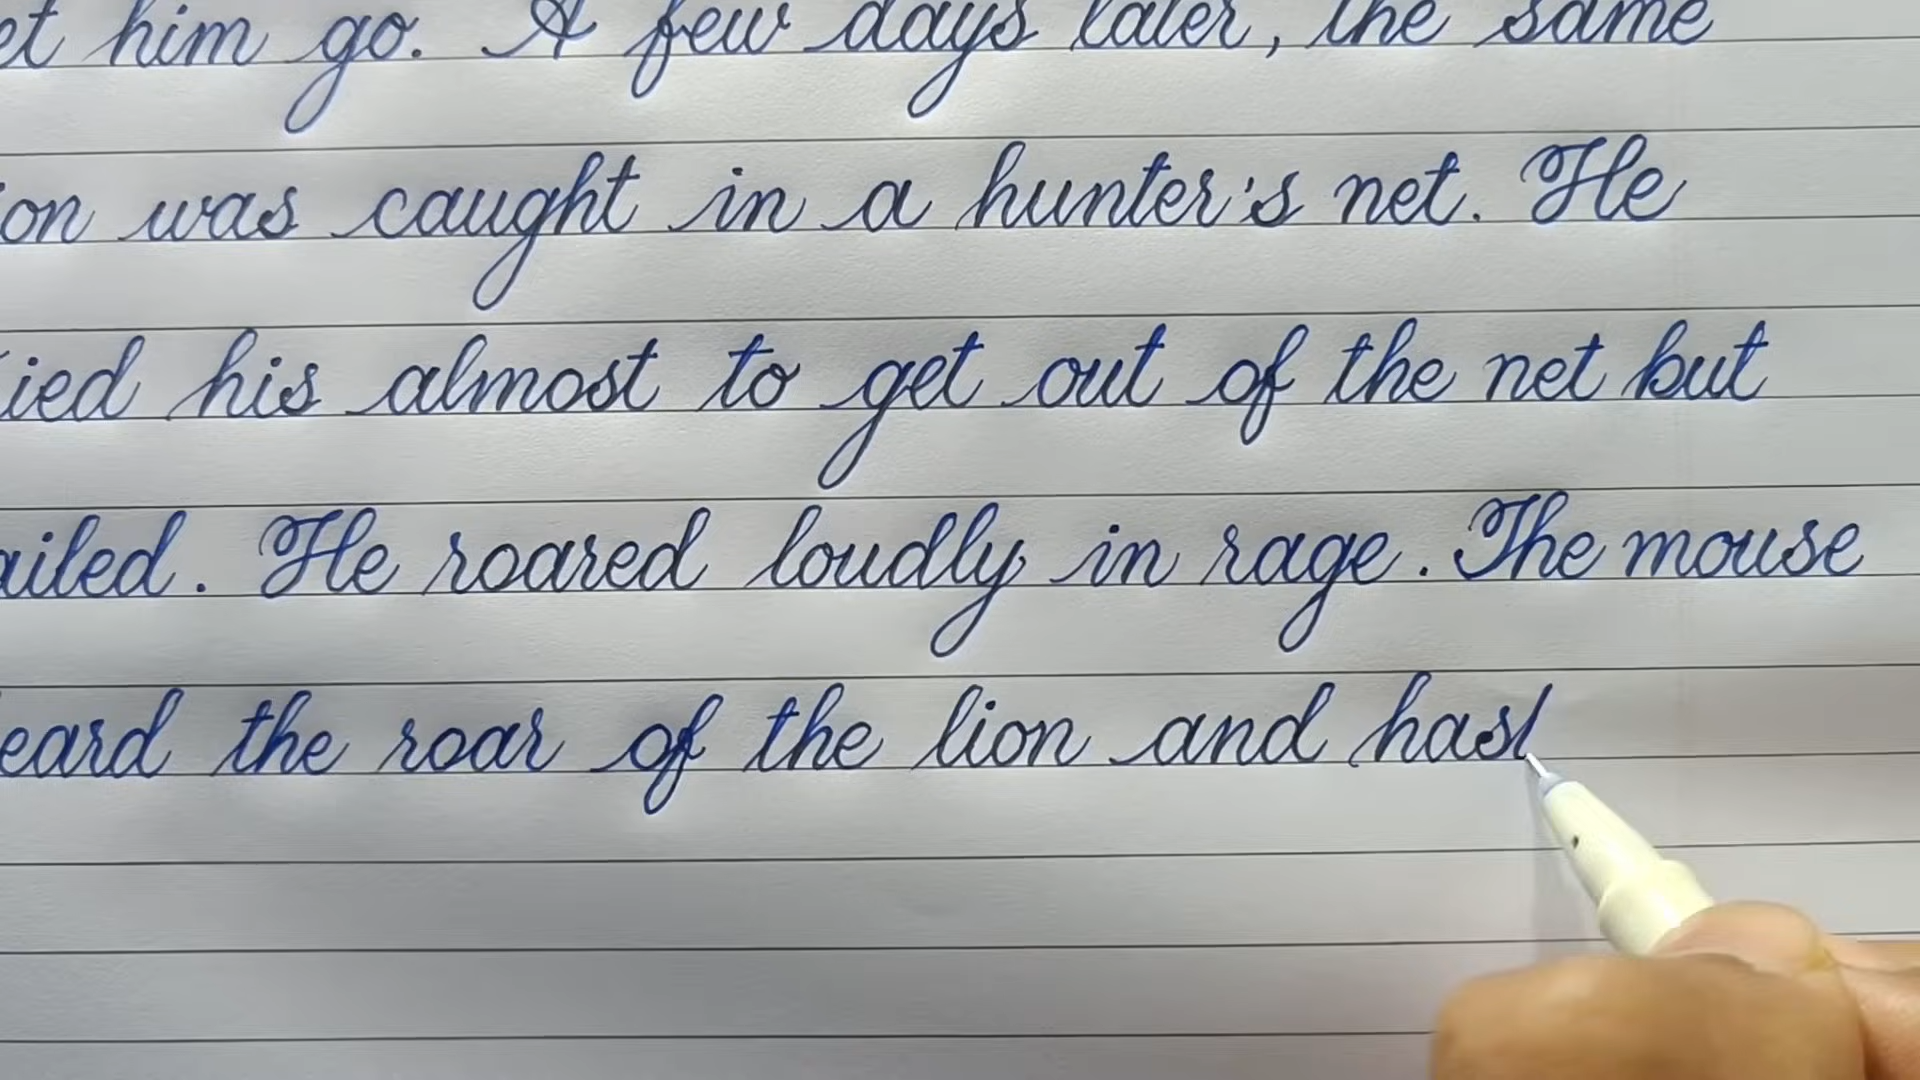 et him go. A few days later, the same
on was caught in a hunter's net. He
ied his almost to get out of the net but
ailed. He roared loudly in rage. The mouse
eard the roar of the lion and hast